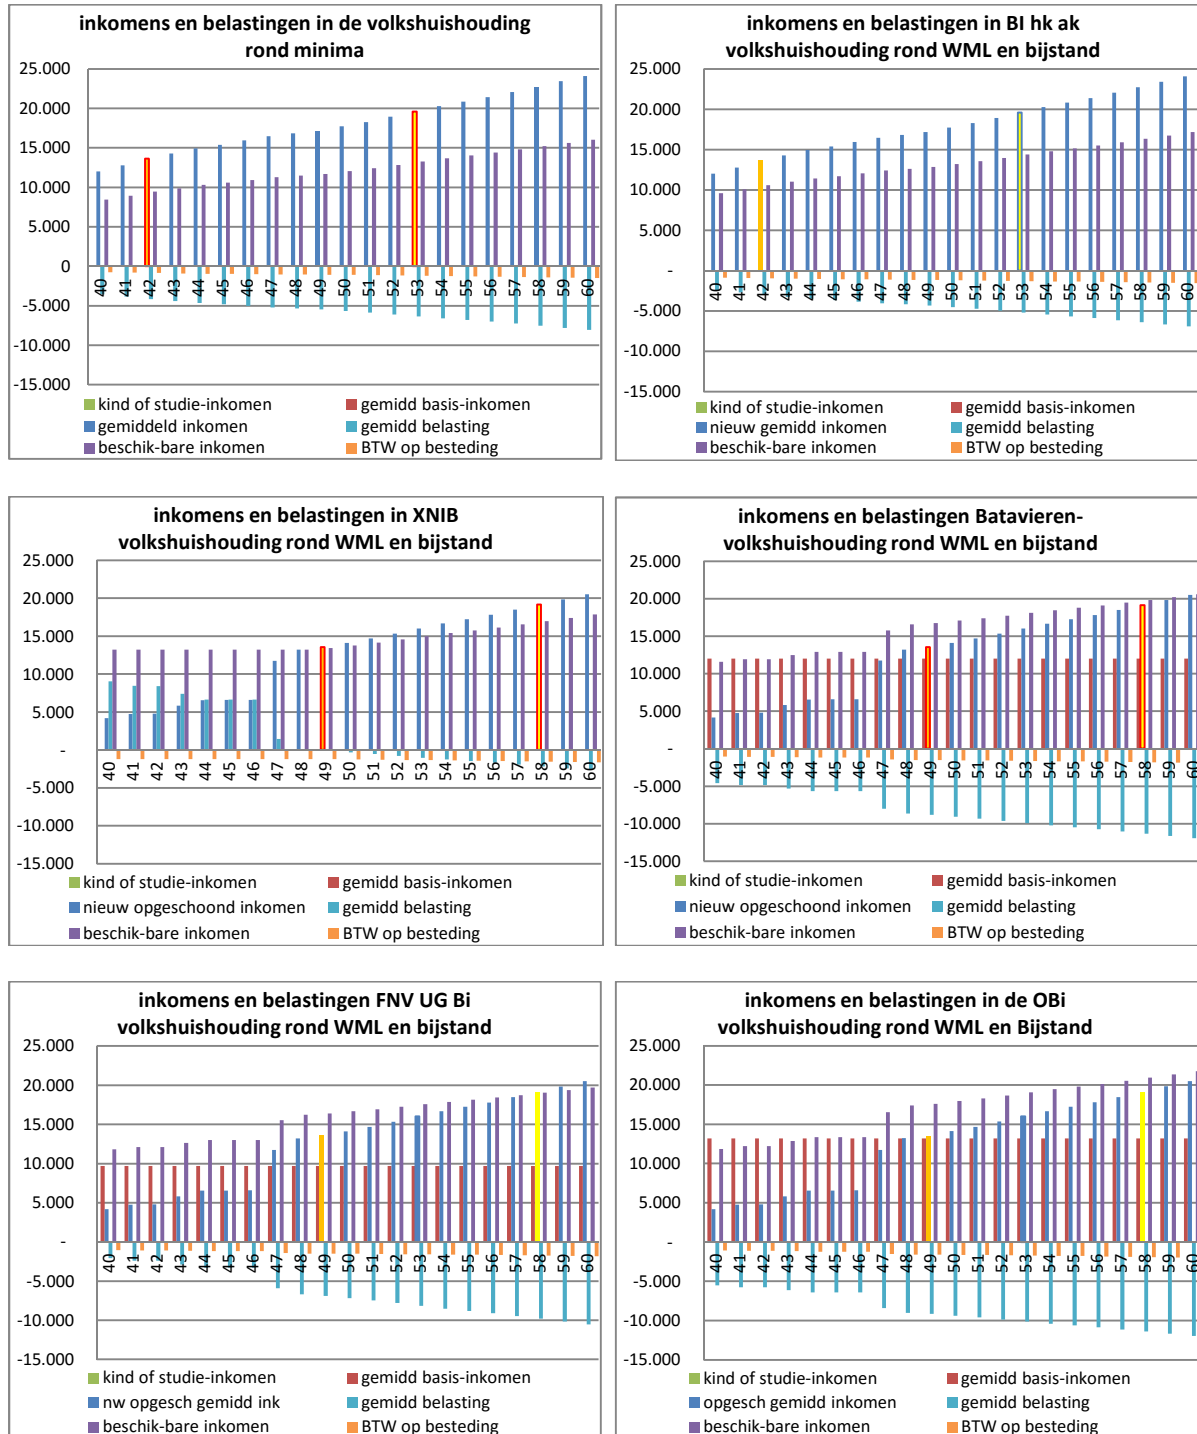 inkomens en belastingen in de volkshuishouding
rond minima
25.000
20.000
15.000
10.000
5.000
0
-5.000
-10.000
-15.000
40 41 42 43 44 45 46 47 48 49 50 51 52 53 54 55 56 57 58 59 60
kind of studie-inkomen gemidd basis-inkomen
gemiddeld inkomen gemidd belasting
beschik-bare inkomen BTW op besteding
inkomens en belastingen in BI hk ak
volkshuishouding rond WML en bijstand
25.000
20.000
15.000
10.000
5.000
-
-5.000
-10.000
-15.000
40 41 42 43 44 45 46 47 48 49 50 51 52 53 54 55 56 57 58 59 60
kind of studie-inkomen gemidd basis-inkomen
nieuw gemidd inkomen gemidd belasting
beschik-bare inkomen BTW op besteding
inkomens en belastingen in XNIB
volkshuishouding rond WML en bijstand
25.000
20.000
15.000
10.000
5.000
-
-5.000
-10.000
-15.000
40 41 42 43 44 45 46 47 48 49 50 51 52 53 54 55 56 57 58 59 60
kind of studie-inkomen gemidd basis-inkomen
nieuw opgeschoond inkomen gemidd belasting
beschik-bare inkomen BTW op besteding
inkomens en belastingen Batavieren-
volkshuishouding rond WML en bijstand
25.000
20.000
15.000
10.000
5.000
-
-5.000
-10.000
-15.000
40 41 42 43 44 45 46 47 48 49 50 51 52 53 54 55 56 57 58 59 60
kind of studie-inkomen gemidd basis-inkomen
nieuw opgeschoond inkomen gemidd belasting
beschik-bare inkomen BTW op besteding
inkomens en belastingen FNV UG Bi
volkshuishouding rond WML en bijstand
25.000
20.000
15.000
10.000
5.000
-
-5.000
-10.000
-15.000
40 41 42 43 44 45 46 47 48 49 50 51 52 53 54 55 56 57 58 59 60
kind of studie-inkomen gemidd basis-inkomen
nw opgesch gemidd ink gemidd belasting
beschik-bare inkomen BTW op besteding
inkomens en belastingen in de OBi
volkshuishouding rond WML en Bijstand
25.000
20.000
15.000
10.000
5.000
-
-5.000
-10.000
-15.000
40 41 42 43 44 45 46 47 48 49 50 51 52 53 54 55 56 57 58 59 60
kind of studie-inkomen gemidd basis-inkomen
opgesch gemidd inkomen gemidd belasting
beschik-bare inkomen BTW op besteding